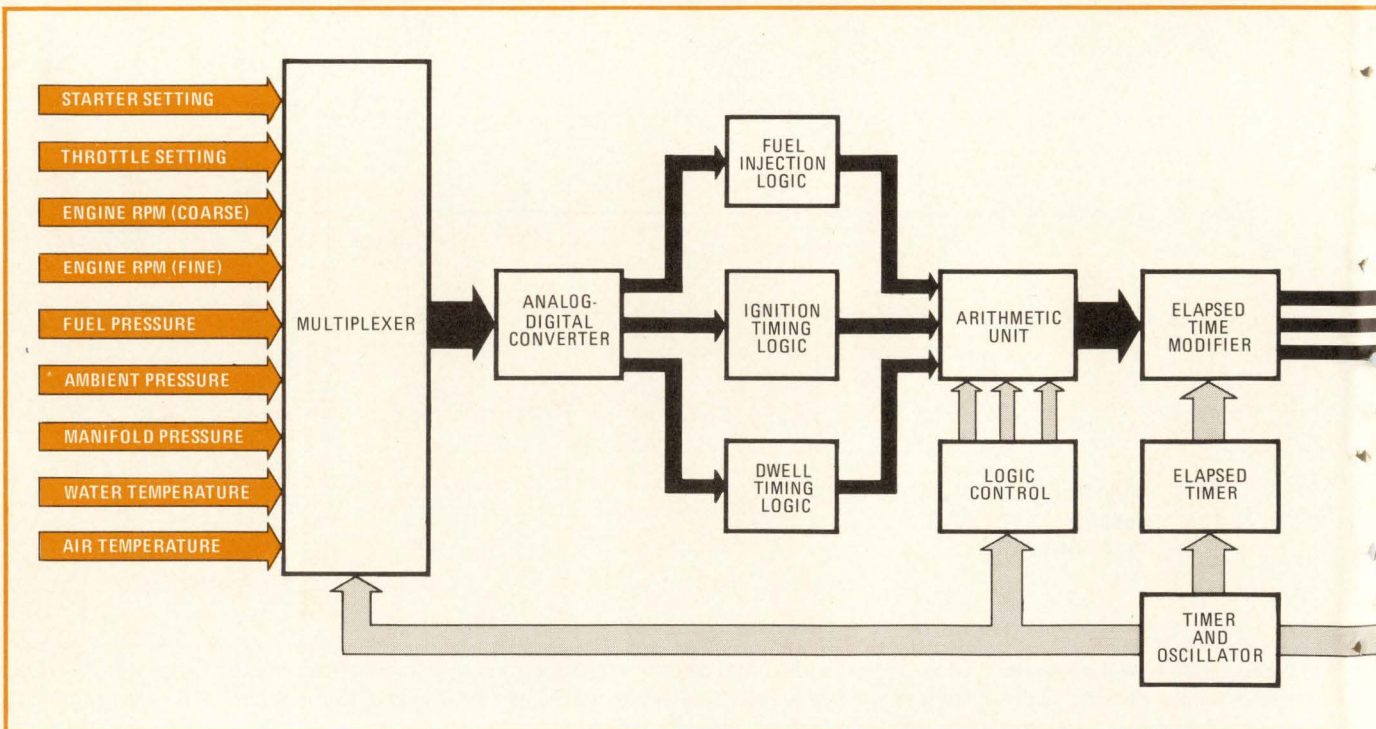 STARTER SETTING
THROTTLE SETTING
ENGINE RPM (COARSE)
ENGINE RPM (FINE)
FUEL PRESSURE
AMBIENT PRESSURE
MANIFOLD PRESSURE
WATER TEMPERATURE
AIR TEMPERATURE
MULTIPLEXER
ANALOG-
DIGITAL
CONVERTER
FUEL
INJECTION
LOGIC
IGNITION
TIMING
LOGIC
DWELL
TIMING
LOGIC
ARITHMETIC
UNIT
LOGIC
CONTROL
ELAPSED
TIME
MODIFIER
ELAPSED
TIMER
TIMER
AND
OSCILLATOR